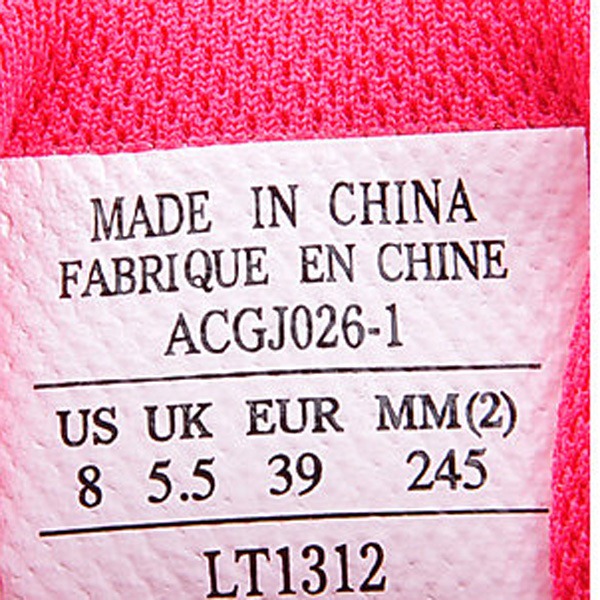 MADE IN CHINA
FABRIQUE EN CHINE
ACGJ026-1
US UK EUR MM(2)
8 5.5 39 245
LT1312